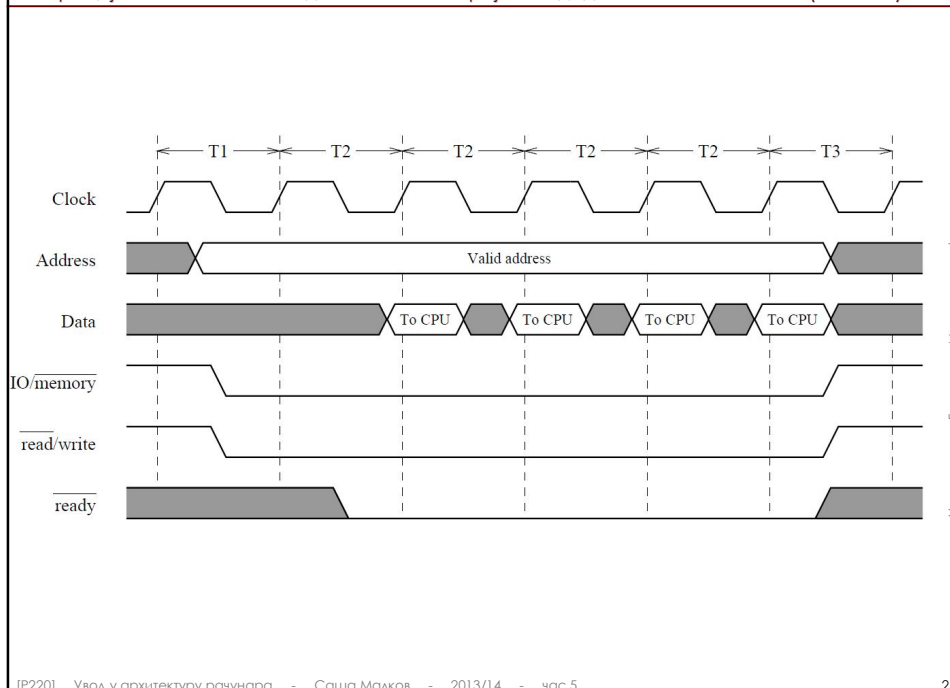 T1 T2 T2 T2 T2 T3
Clock
Address Valid address
Data To CPU To CPU To CPU To CPU
IO/memory
read/write
ready
[P220] Увод у архитектуру рачунара - Саша Малков - 2013/14 - час 5 2